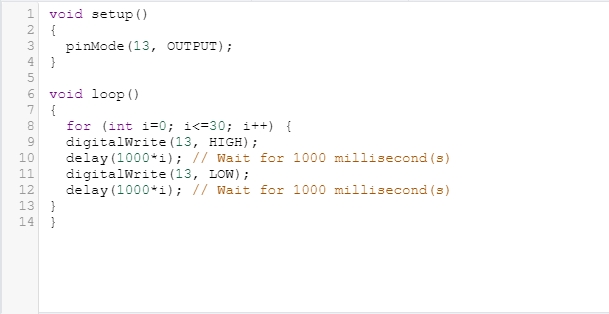 1 void setup()
2 {
3   pinMode(13, OUTPUT);
4 }
5
6 void loop()
7 {
8   for (int i=0; i<=30; i++) {
9   digitalWrite(13, HIGH);
10   delay(1000*i); // Wait for 1000 millisecond(s)
11   digitalWrite(13, LOW);
12   delay(1000*i); // Wait for 1000 millisecond(s)
13 }
14 }